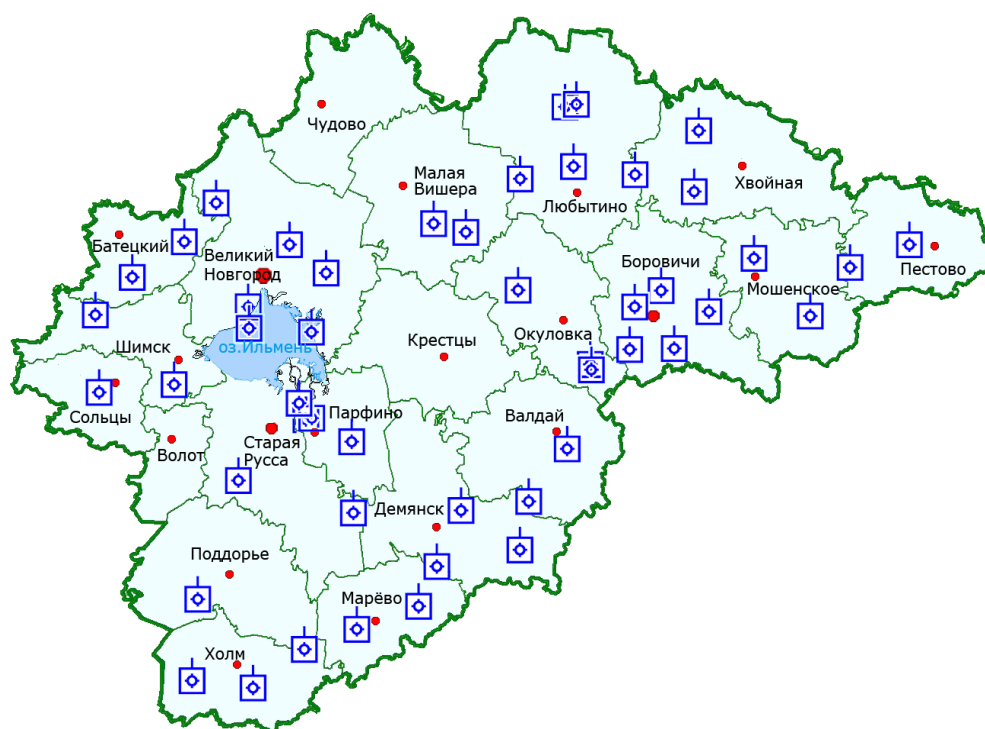 Чудово
Малая
Вишера
Хвойная
Любытино
Батецкий
Великий
Новгород
Боровичи
Пестово
Мошенское
Окуловка
Крестцы
оз.Ильмень
Шимск
Сольцы
Парфино
Валдай
Старая
Русса
Волот
Демянск
Поддорье
Марёво
Холм